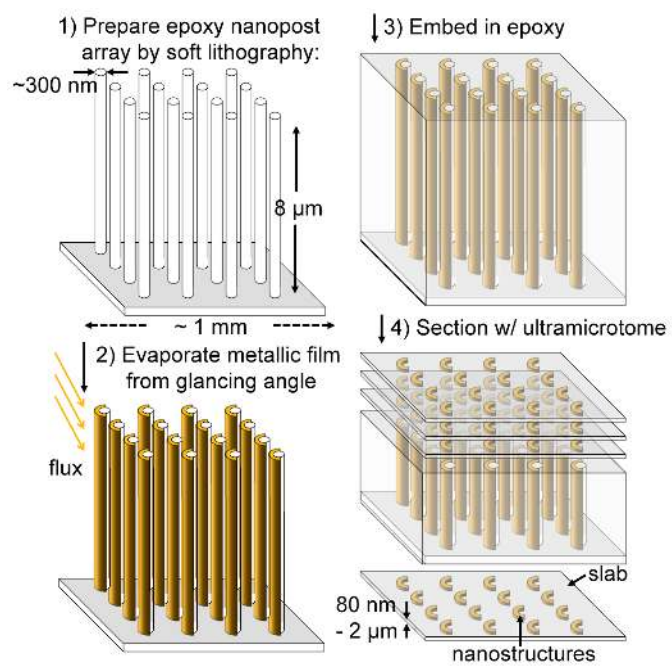 1) Prepare epoxy nanopost
array by soft lithography:
~300 nm
8 μm
~ 1 mm
2) Evaporate metallic film
from glancing angle
flux
3) Embed in epoxy
4) Section w/ ultramicrotome
slab
80 nm
- 2 μm
nanostructures